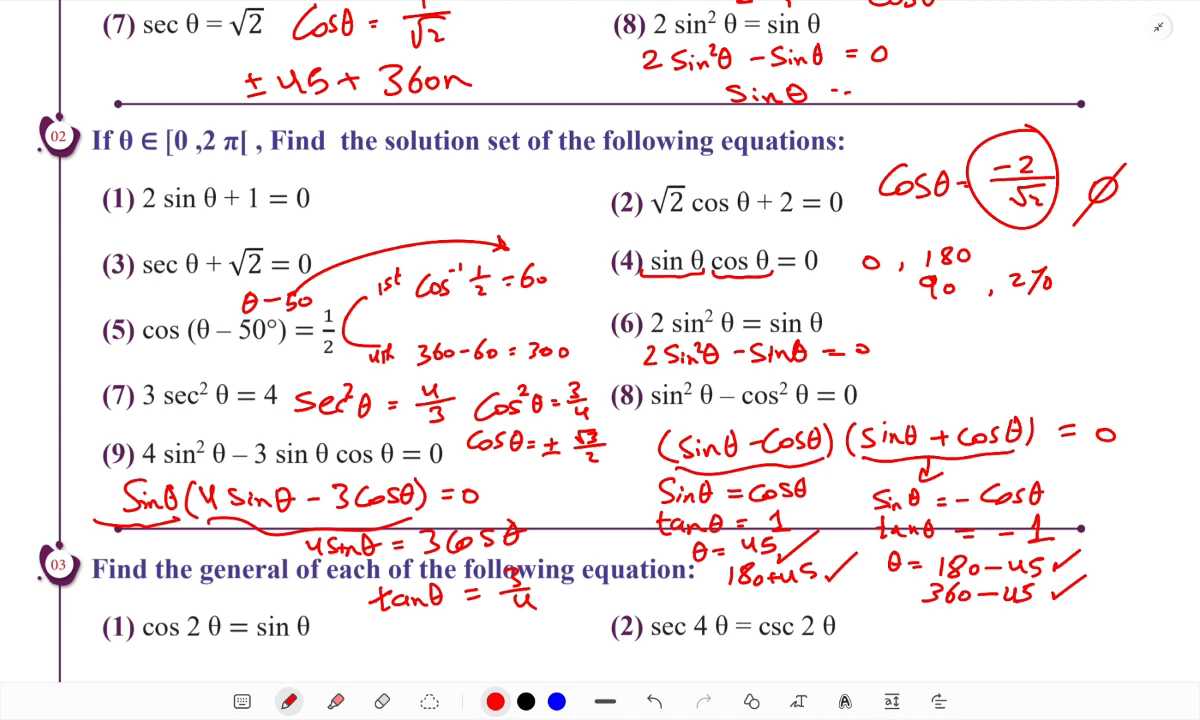 (7) sec θ = √2 Cosθ = 1/√2
± 45 + 360n
(8) 2 sin² θ = sin θ
2 Sin²θ - Sinθ = 0
Sinθ ..
02 If θ ∈ [0 ,2 π[ , Find the solution set of the following equations:
(1) 2 sin θ + 1 = 0
(2) √2 cos θ + 2 = 0 Cosθ = -2/√2 ∅
(3) sec θ + √2 = 0
(4) sin θ cos θ = 0 0 , 180
90 , 270
θ - 50
1st Cos⁻¹ 1/2 = 60
(5) cos (θ – 50°) = 1/2
4th 360-60 = 300
(6) 2 sin² θ = sin θ
2 Sin²θ - Sinθ = 0
(7) 3 sec² θ = 4 Sec²θ = 4/3 Cos²θ = 3/4
Cosθ = ± √3/2
(8) sin² θ – cos² θ = 0
(Sinθ - Cosθ) (Sinθ + Cosθ) = 0
Sinθ = Cosθ
tanθ = 1
θ = 45 ✓
180+45 ✓
Sinθ = - Cosθ
tanθ = - 1
θ = 180-45 ✓
360-45 ✓
(9) 4 sin² θ – 3 sin θ cos θ = 0
Sinθ (4 Sinθ - 3 Cosθ) = 0
4 Sinθ = 3 Cosθ
tanθ = 3/4
03 Find the general of each of the following equation:
(1) cos 2 θ = sin θ
(2) sec 4 θ = csc 2 θ